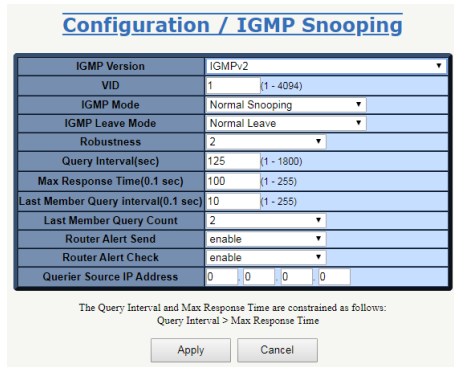 Configuration / IGMP Snooping
IGMP Version IGMPv2
VID 1 (1 - 4094)
IGMP Mode Normal Snooping
IGMP Leave Mode Normal Leave
Robustness 2
Query Interval(sec) 125 (1 - 1800)
Max Response Time(0.1 sec) 100 (1 - 255)
Last Member Query interval(0.1 sec) 10 (1 - 255)
Last Member Query Count 2
Router Alert Send enable
Router Alert Check enable
Querier Source IP Address 0 . 0 . 0 . 0
The Query Interval and Max Response Time are constrained as follows:
Query Interval > Max Response Time
Apply Cancel